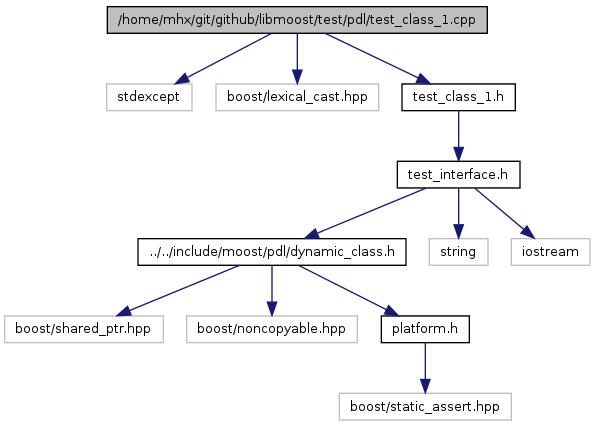 /home/mhx/git/github/libmoost/test/pdl/test_class_1.cpp
stdexcept
boost/lexical_cast.hpp
test_class_1.h
test_interface.h
../../include/moost/pdl/dynamic_class.h
string
iostream
boost/shared_ptr.hpp
boost/noncopyable.hpp
platform.h
boost/static_assert.hpp